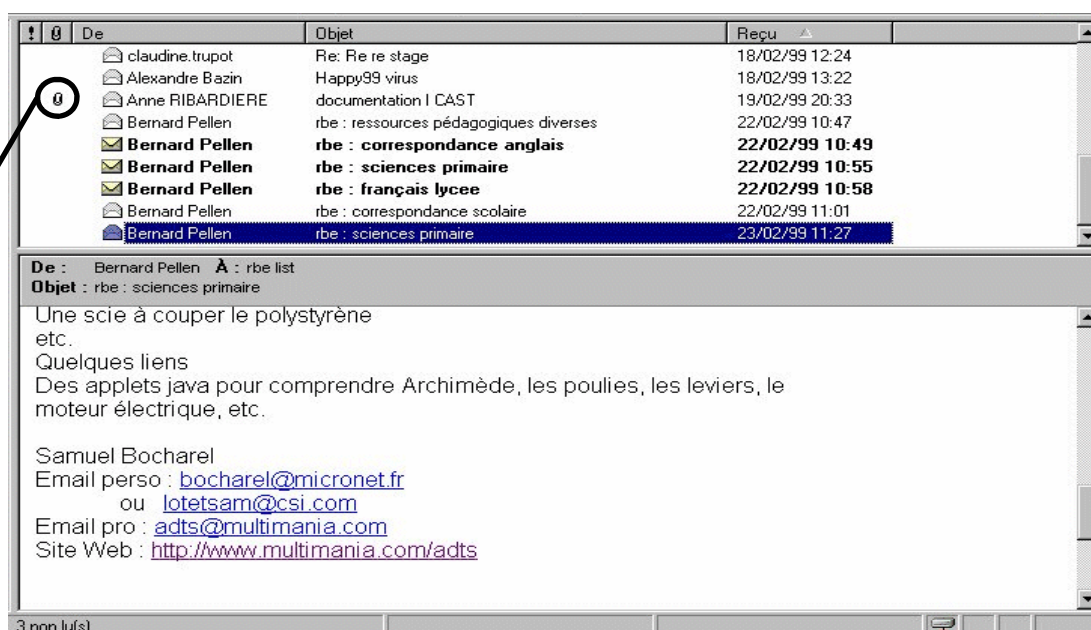 ! De Objet Reçu
claudine.trupot Re: Re re stage 18/02/99 12:24
Alexandre Bazin Happy99 virus 18/02/99 13:22
Anne RIBARDIERE documentation I CAST 19/02/99 20:33
Bernard Pellen rbe : ressources pédagogiques diverses 22/02/99 10:47
Bernard Pellen rbe : correspondance anglais 22/02/99 10:49
Bernard Pellen rbe : sciences primaire 22/02/99 10:55
Bernard Pellen rbe : français lycee 22/02/99 10:58
Bernard Pellen rbe : correspondance scolaire 22/02/99 11:01
Bernard Pellen rbe : sciences primaire 23/02/99 11:27
De : Bernard Pellen À : rbe list
Objet : rbe : sciences primaire
Une scie à couper le polystyrène
etc.
Quelques liens
Des applets java pour comprendre Archimède, les poulies, les leviers, le
moteur électrique, etc.
Samuel Bocharel
Email perso : bocharel@micronet.fr
ou lotetsam@csi.com
Email pro : adts@multimania.com
Site Web : http://www.multimania.com/adts
3 non lu(s)